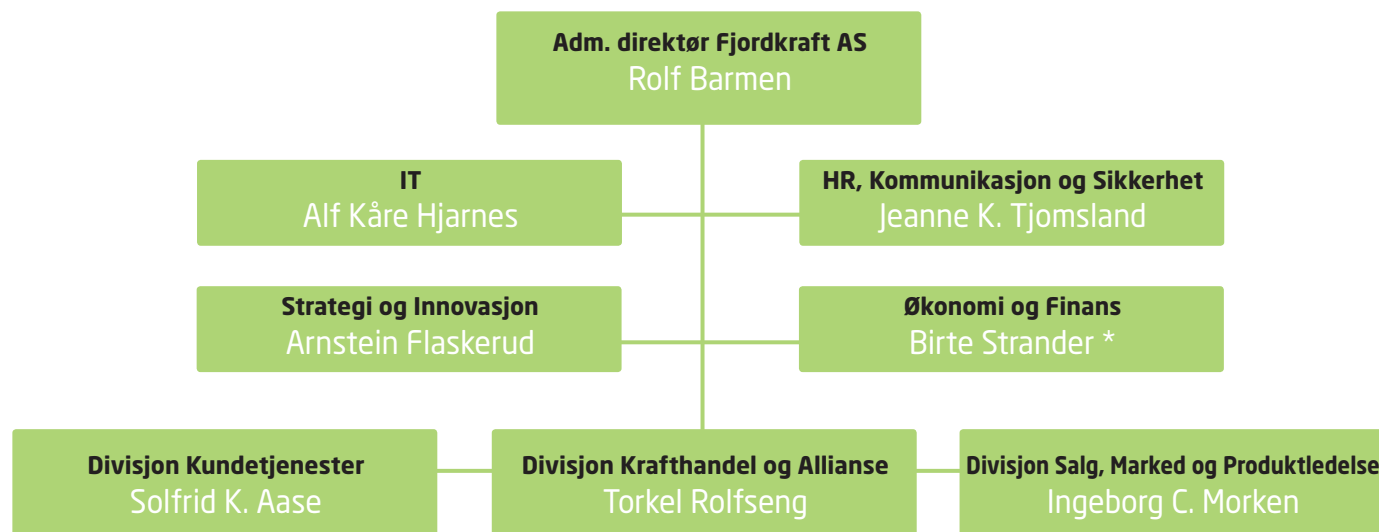 Adm. direktør Fjordkraft AS
Rolf Barmen
IT
Alf Kåre Hjarnes
HR, Kommunikasjon og Sikkerhet
Jeanne K. Tjomsland
Strategi og Innovasjon
Arnstein Flaskerud
Økonomi og Finans
Birte Strander *
Divisjon Kundetjenester
Solfrid K. Aase
Divisjon Krafthandel og Allianse
Torkel Rolfseng
Divisjon Salg, Marked og Produktledelse
Ingeborg C. Morken